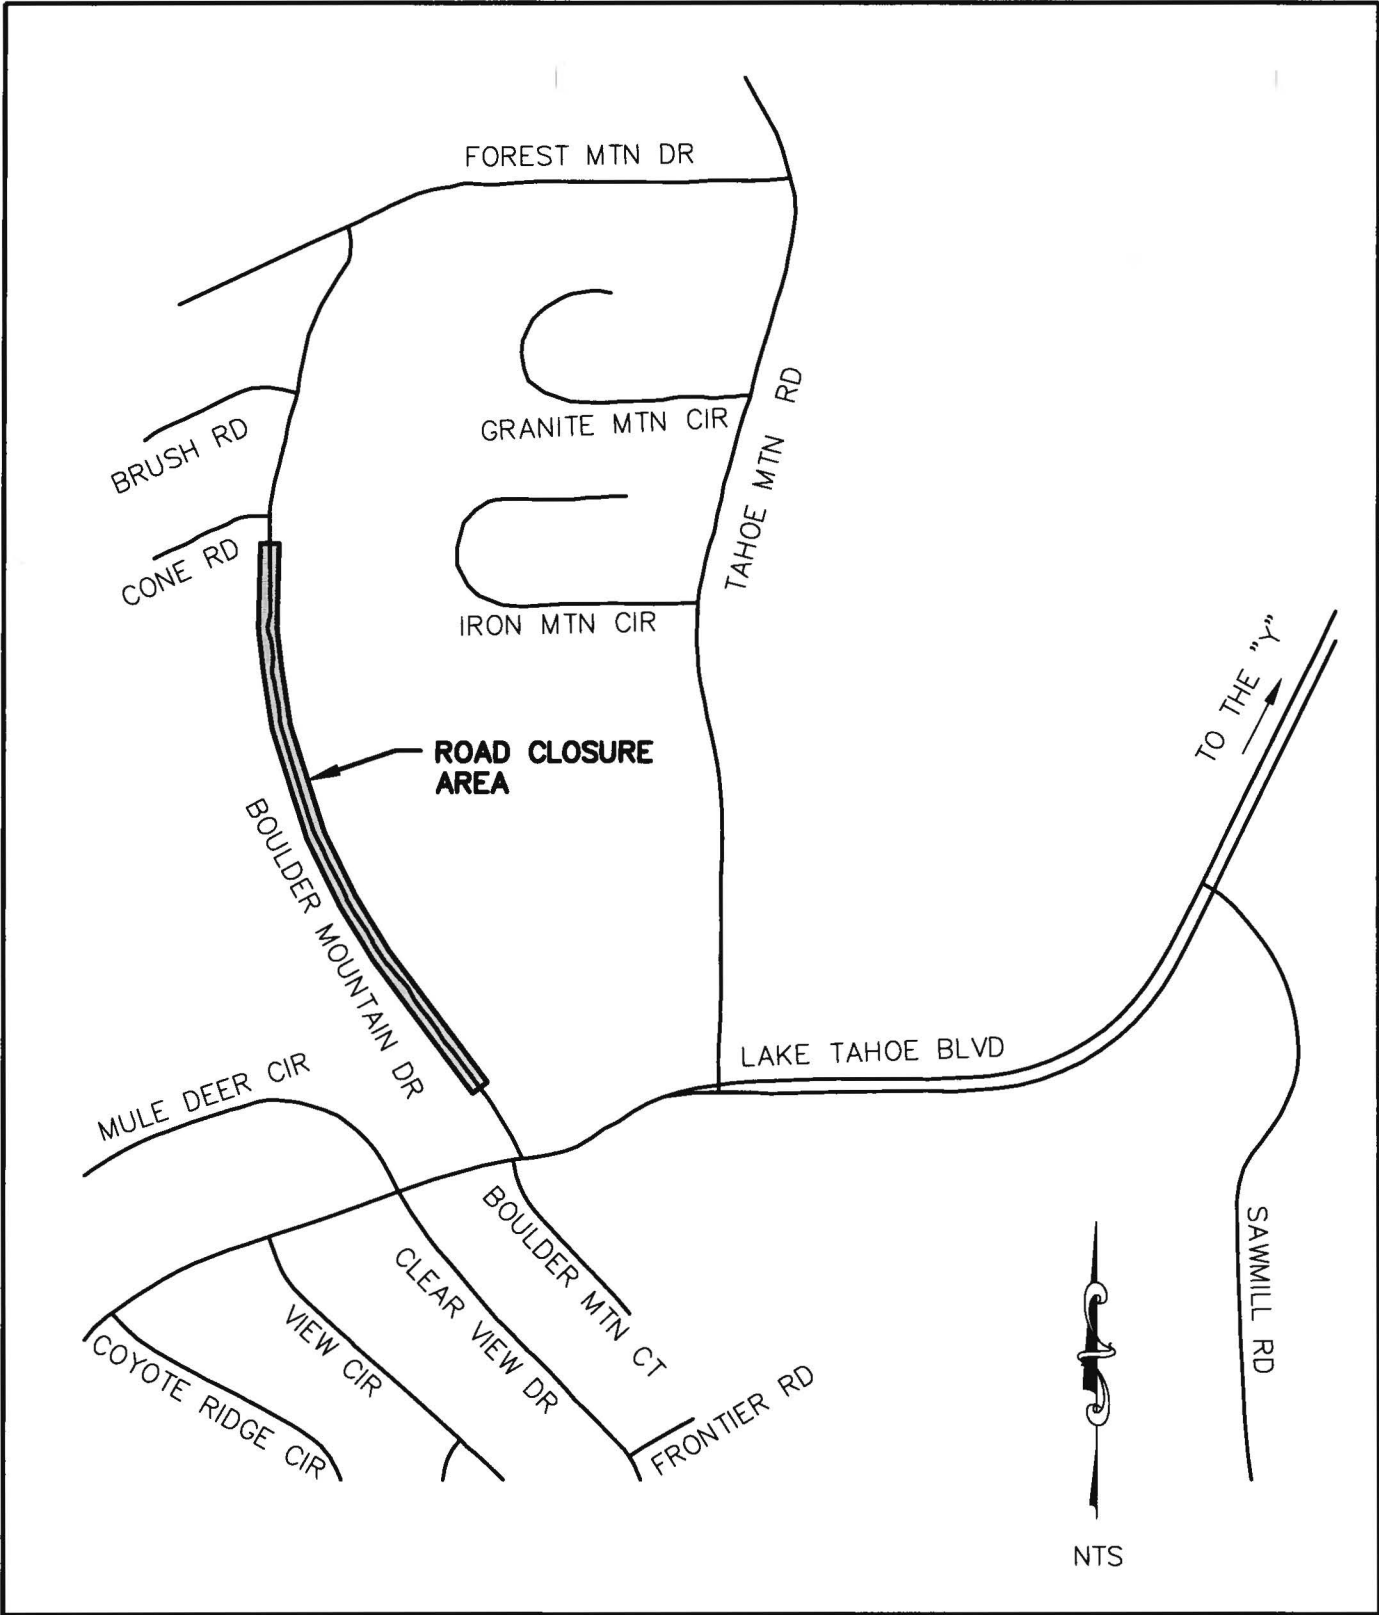 FOREST MTN DR
GRANITE MTN CIR
TAHOE MTN RD
BRUSH RD
CONE RD
IRON MTN CIR
TO THE "Y"
ROAD CLOSURE
AREA
BOULDER MOUNTAIN DR
LAKE TAHOE BLVD
MULE DEER CIR
BOULDER MTN CT
CLEAR VIEW DR
VIEW CIR
COYOTE RIDGE CIR
FRONTIER RD
SAWMILL RD
NTS